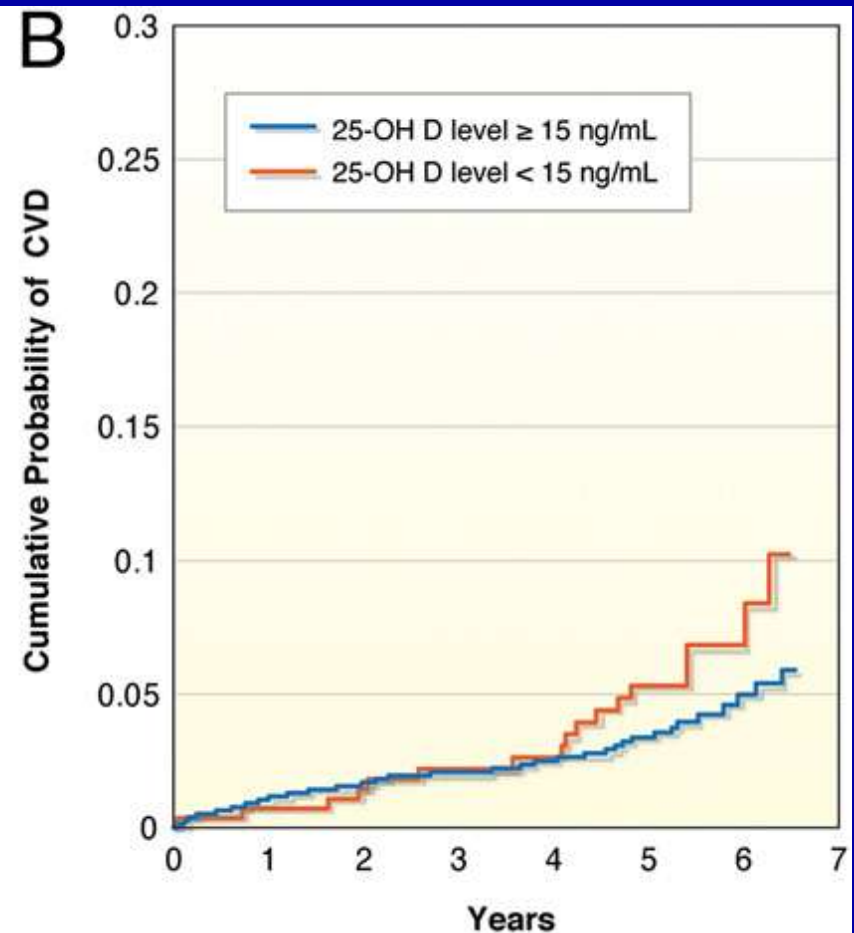 B
0.3
0.25
0.2
0.15
0.1
0.05
0
Cumulative Probability of CVD
25-OH D level ≥ 15 ng/mL
25-OH D level < 15 ng/mL
0 1 2 3 4 5 6 7
Years